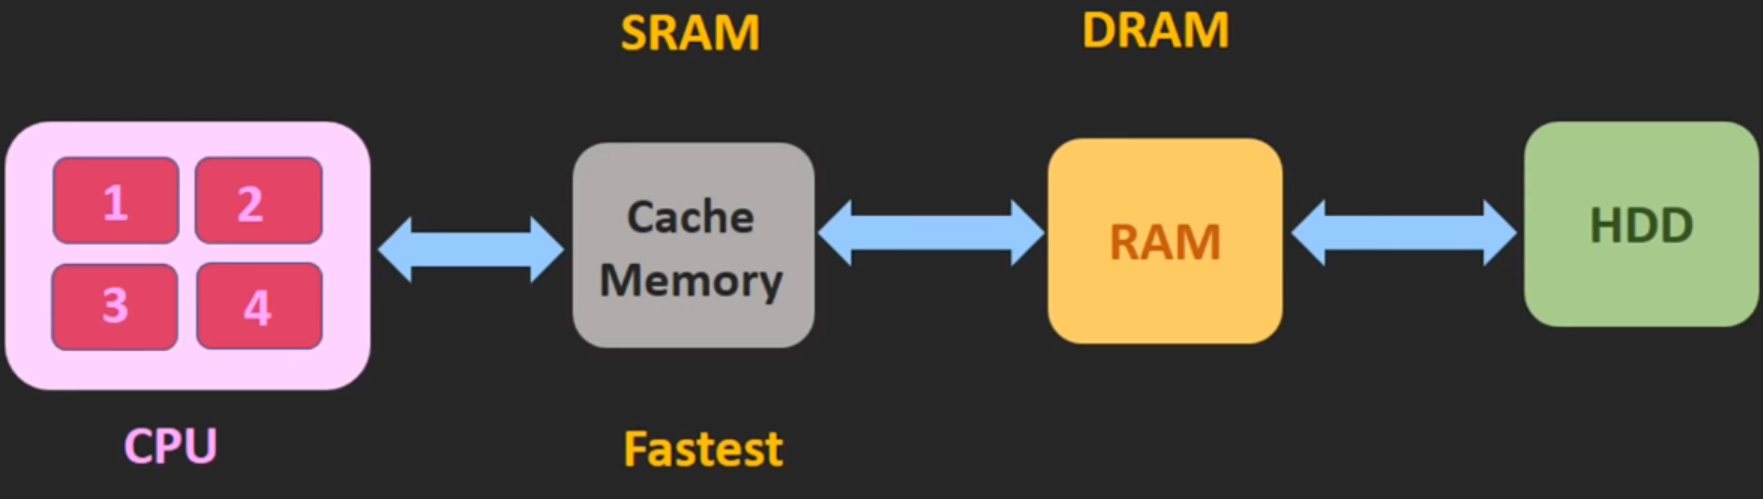 SRAM
DRAM
1 2
3 4
Cache
Memory
RAM
HDD
CPU
Fastest